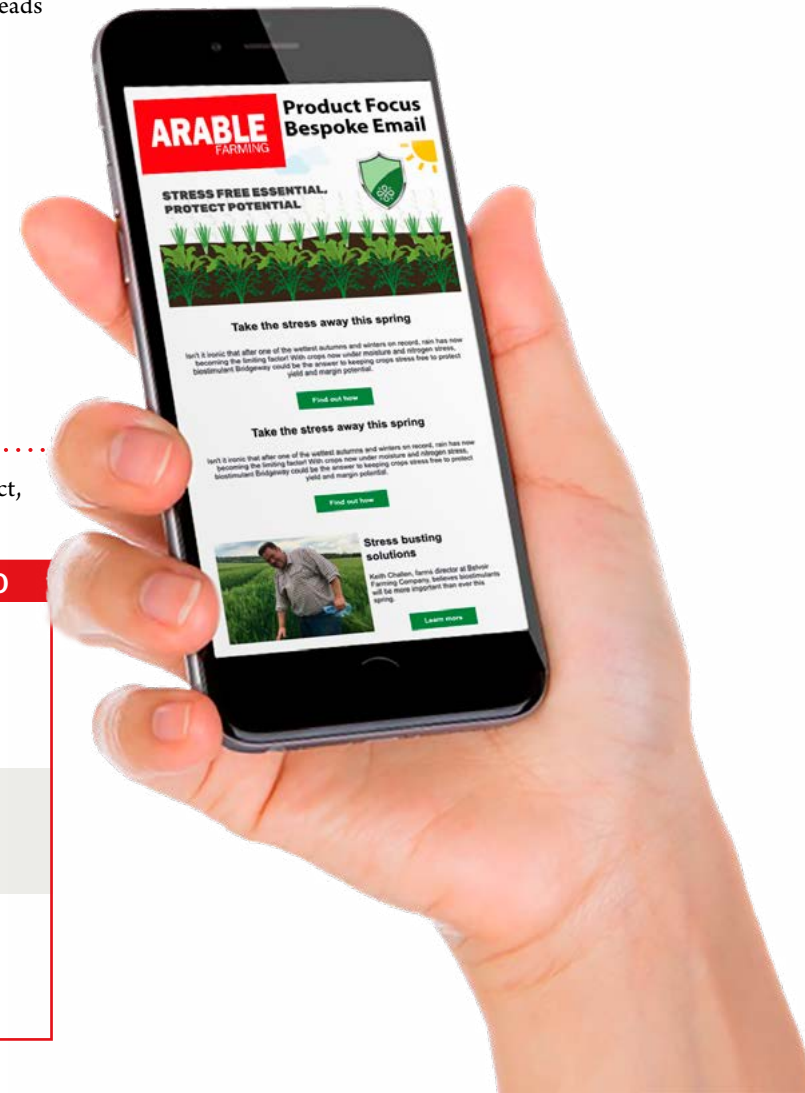 eads
ARABLE
FARMING
Product Focus
Bespoke Email
STRESS FREE ESSENTIAL,
PROTECT POTENTIAL
Take the stress away this spring
Isn't it ironic that after one of the wettest autumns and winters on record, rain has now
becoming the limiting factor! With crops now under moisture and nitrogen stress,
biostimulant Bridgeway could be the answer to keeping crops stress free to protect
yield and margin potential.
Find out how
Take the stress away this spring
Isn't it ironic that after one of the wettest autumns and winters on record, rain has now
becoming the limiting factor! With crops now under moisture and nitrogen stress,
biostimulant Bridgeway could be the answer to keeping crops stress free to protect
yield and margin potential.
Find out how
Stress busting
solutions
Keith Challen, farms director at Belvoir
Farming Company, believes biostimulants
will be more important than ever this
spring.
Learn more
ct,